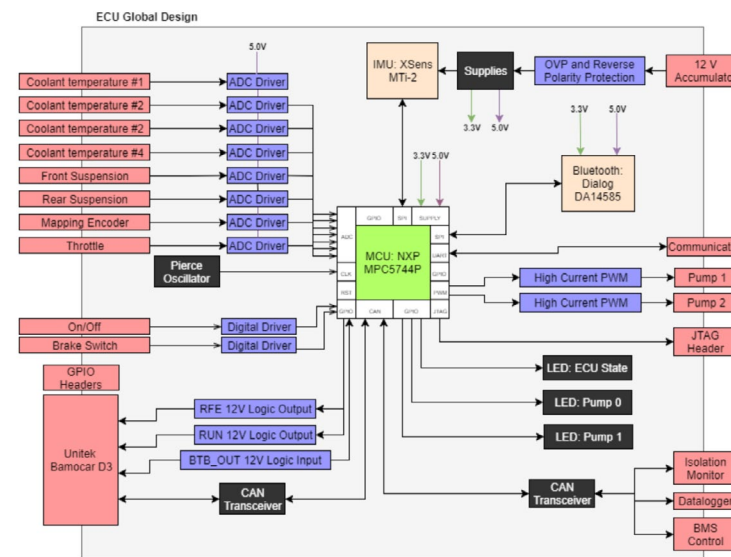 ECU Global Design
5.0V
Coolant temperature #1
ADC Driver
Coolant temperature #2
ADC Driver
Coolant temperature #2
ADC Driver
Coolant temperature #4
ADC Driver
Front Suspension
ADC Driver
Rear Suspension
ADC Driver
Mapping Encoder
ADC Driver
Throttle
ADC Driver
Pierce
Oscillator
On/Off
Digital Driver
Brake Switch
Digital Driver
GPIO
Headers
Unitek
Bamocar D3
RFE 12V Logic Output
RUN 12V Logic Output
BTB_OUT 12V Logic Input
CAN
Transceiver
IMU: XSens
MTi-2
Supplies
OVP and Reverse
Polarity Protection
12 V
Accumulato
3.3V
5.0V
3.3V
5.0V
Bluetooth:
Dialog
DA14585
3.3V
5.0V
GPIO
SPI
SUPPLY
ADC
SPI
UART
MCU: NXP
MPC5744P
CLK
GPIO
RST
PWM
GPIO
CAN
GPIO
JTAG
Communicat
High Current PWM
Pump 1
High Current PWM
Pump 2
JTAG
Header
LED: ECU State
LED: Pump 0
LED: Pump 1
CAN
Transceiver
Isolation
Monitor
Datalogger
BMS
Control